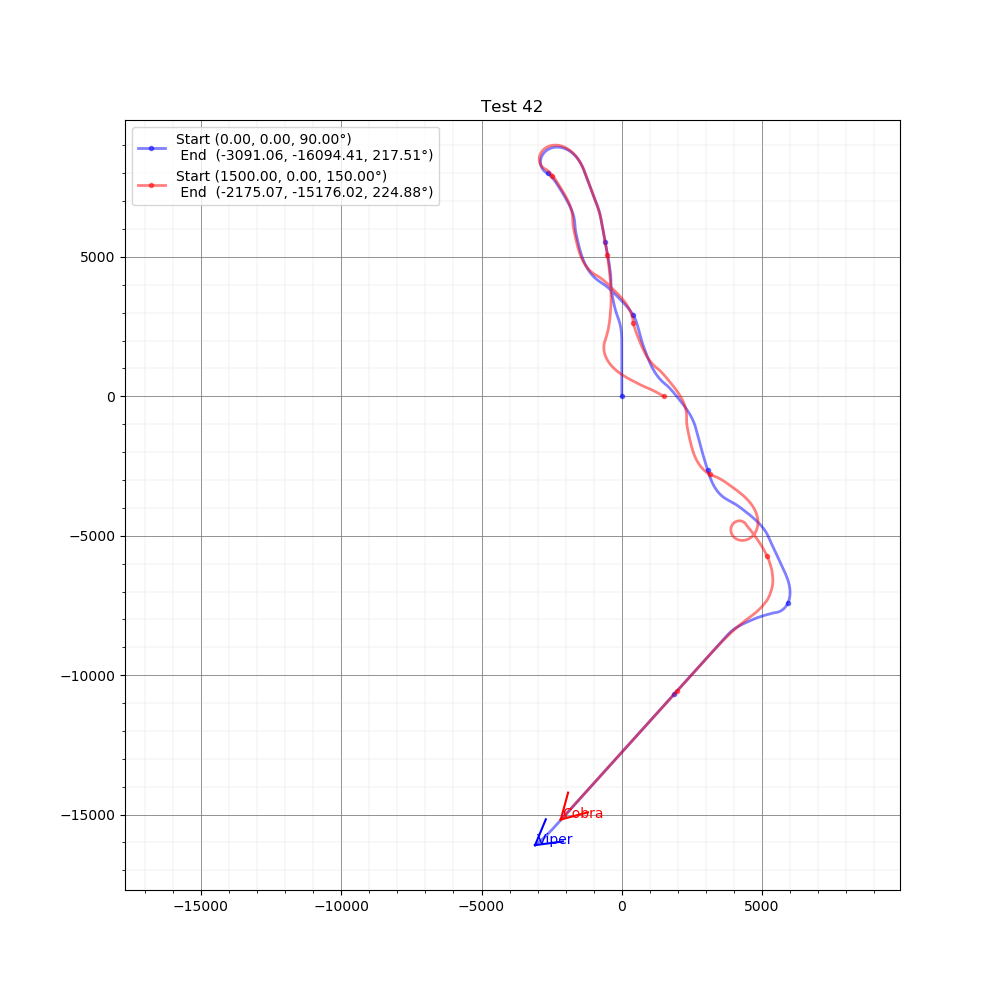 Test 42
Start (0.00, 0.00, 90.00°)
End (-3091.06, -16094.41, 217.51°)
Start (1500.00, 0.00, 150.00°)
End (-2175.07, -15176.02, 224.88°)
5000
0
−5000
−10000
−15000
Cobra
Viper
−15000 −10000 −5000 0 5000